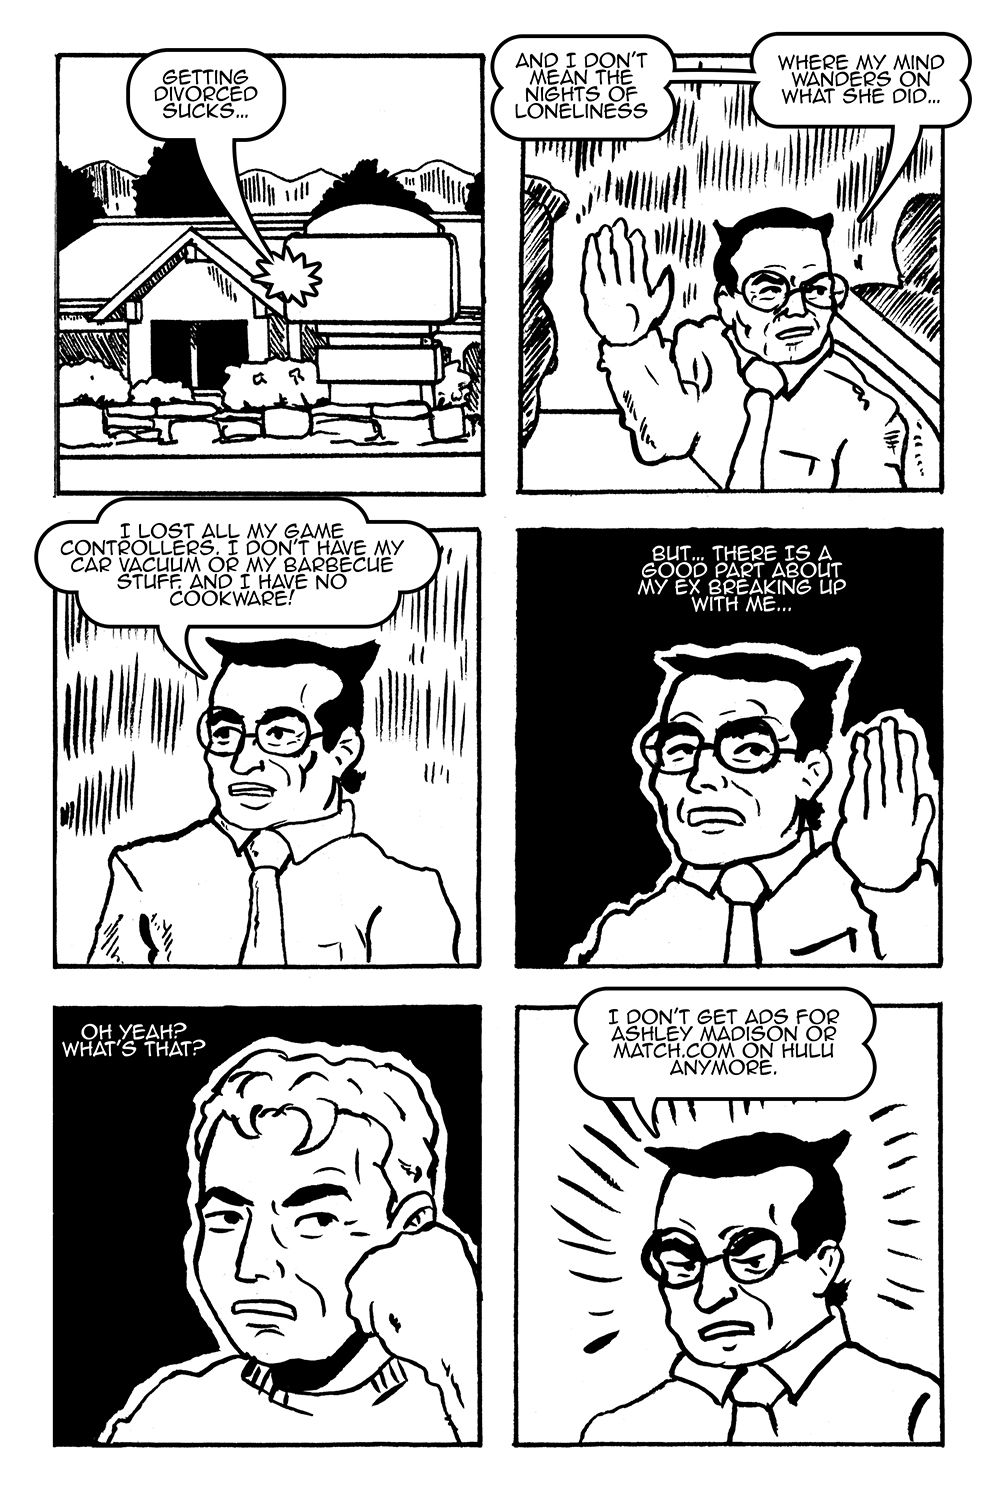 GETTING
DIVORCED
SUCKS...
AND I DON'T
MEAN THE
NIGHTS OF
LONELINESS
WHERE MY MIND
WANDERS ON
WHAT SHE DID...
I LOST ALL MY GAME
CONTROLLERS. I DON'T HAVE MY
CAR VACUUM OR MY BARBECUE
STUFF. AND I HAVE NO
COOKWARE!
BUT... THERE IS A
GOOD PART ABOUT
MY EX BREAKING UP
WITH ME...
OH YEAH?
WHAT'S THAT?
I DON'T GET ADS FOR
ASHLEY MADISON OR
MATCH.COM ON HULU
ANYMORE.